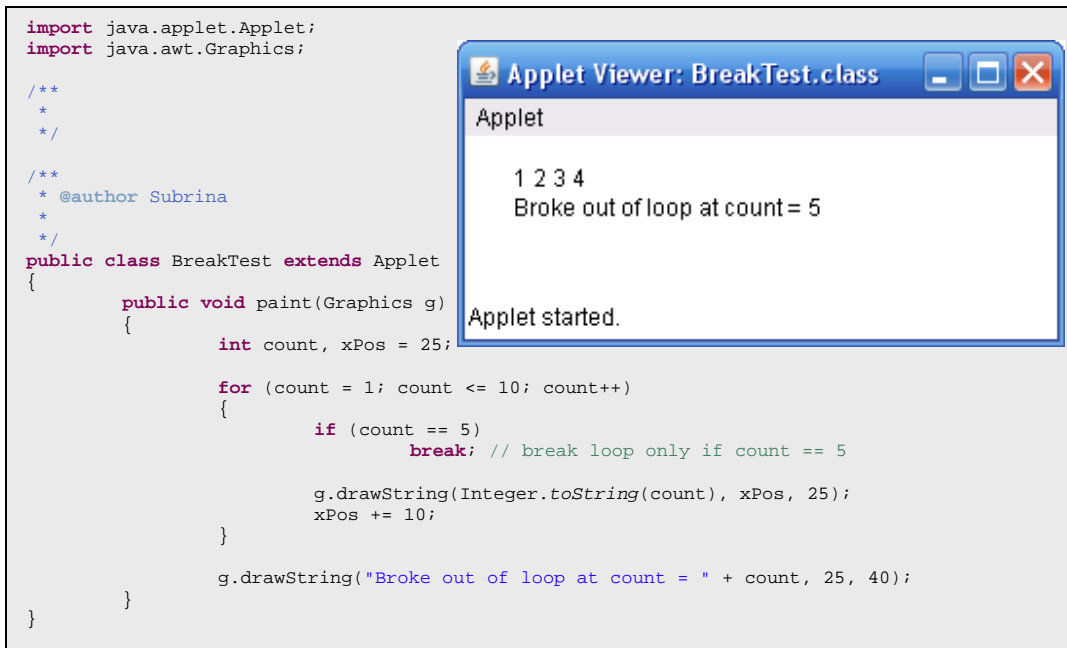 import java.applet.Applet;
import java.awt.Graphics;
/**
 *
 */
/**
 * @author Subrina
 *
 */
public class BreakTest extends Applet
{
        public void paint(Graphics g)
        {
                int count, xPos = 25;
                for (count = 1; count <= 10; count++)
                {
                        if (count == 5)
                                break; // break loop only if count == 5
                        g.drawString(Integer.toString(count), xPos, 25);
                        xPos += 10;
                }
                g.drawString("Broke out of loop at count = " + count, 25, 40);
        }
}
Applet Viewer: BreakTest.class
Applet
1 2 3 4
Broke out of loop at count = 5
Applet started.